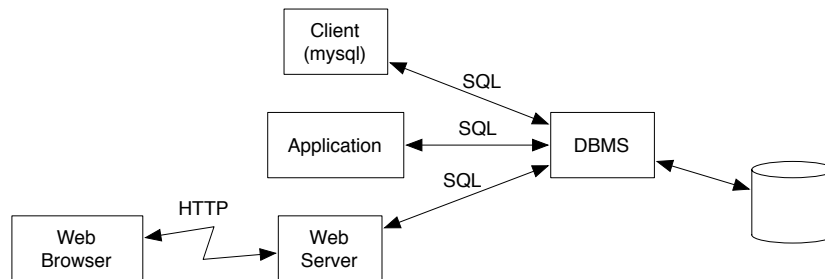 Client
(mysql)
SQL
Application
SQL
DBMS
SQL
HTTP
Web
Browser
Web
Server